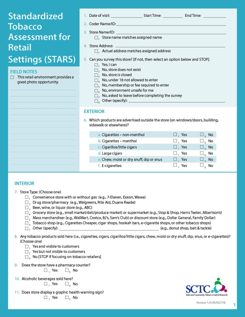 Standardized
Tobacco
Assessment for
Retail
Settings (STARS)
FIELD NOTES
This retail environment provides a
great photo opportunity.
1. Date of visit: Start Time: End Time:
2. Coder Name/ID:
3. Store Name/ID:
Store name matches assigned name
4. Store Address:
Actual address matches assigned address
5. Can you survey this store? (If not, then select an option below and STOP)
Yes, I can
No, store does not exist
No, store is closed
No, under 18 not allowed to enter
No, membership or fee required to enter
No, environment unsafe for me
No, asked to leave before completing the survey
Other (specify):
EXTERIOR
6. Which products are advertised outside the store (on windows/doors, building,
sidewalk or elsewhere)?
a. Cigarettes – non-menthol Yes No
b. Cigarettes – menthol Yes No
c. Cigarillos/little cigars Yes No
d. Large cigars Yes No
e. Chew, moist or dry snuff, dip or snus Yes No
f. E-cigarettes Yes No
INTERIOR
7. Store Type: (Choose one)
Convenience store with or without gas (e.g., 7-Eleven, Exxon, Wawa)
Drug store/pharmacy (e.g., Walgreens, Rite Aid, Duane Reade)
Beer, wine, or liquor store (e.g., ABC)
Grocery store (e.g., small market/deli/produce market) or supermarket (e.g., Stop & Shop, Harris Teeter, Albertson's)
Mass merchandiser (e.g., WalMart, Costco, BJ's, Sam's Club) or discount store (e.g., Dollar General, Family Dollar)
Tobacco shop (e.g., Cigarettes Cheaper, cigar shops, hookah bars, e-cigarette shops, or other tobacco shops)
Other (specify): (e.g., donut shop, bait & tackle)
8. Are any tobacco products sold here (i.e., cigarettes, cigars, cigarillos/little cigars, chew, moist or dry snuff, dip, snus, or e-cigarettes)?
(Choose one)
Yes and visible to customers
Yes but not visible to customers
No (STOP if focusing on tobacco retailers)
9. Does the store have a pharmacy counter?
Yes No
10. Alcoholic beverages sold here?
Yes No
11. Does store display a graphic health warning sign?
Yes No
SCTC
1